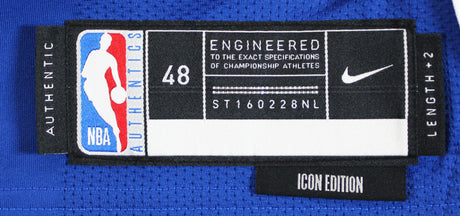 AUTHENTIC
NBA
AUTHENTICS
48
ENGINEERED
TO THE EXACT SPECIFICATIONS
OF CHAMPIONSHIP ATHLETES
ST160228NL
LENGTH +2
ICON EDITION